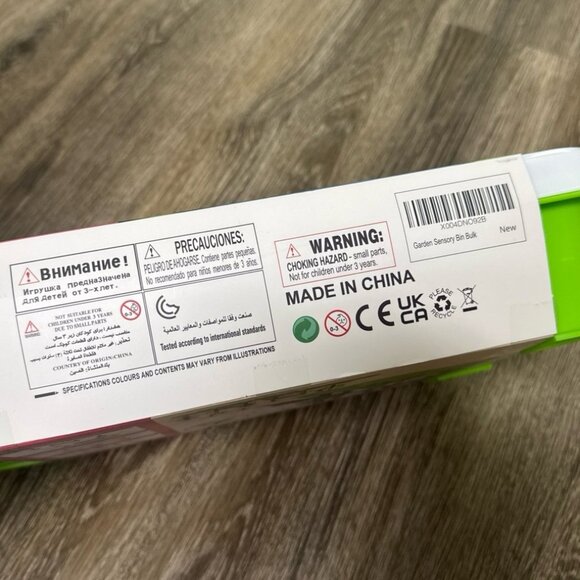 Внимание!
Игрушка предназначена
для детей от 3-х лет.
NOT SUITABLE FOR
CHILDREN UNDER 3 YEARS
DUE TO SMALL PARTS
COUNTRY OF ORIGIN:CHINA
PRECAUCIONES:
PELIGRO DE AHOGARSE. Contiene partes pequeñas.
No recomendado para niños menores de 3 años.
صنعت وفقا للمواصفات و المعايير العالمية
Tested according to international standards
SPECIFICATIONS COLOURS AND CONTENTS MAY VARY FROM ILLUSTRATIONS
WARNING:
CHOKING HAZARD - small parts,
Not for children under 3 years.
MADE IN CHINA
0-3
CE
UK
CA
PLEASE
RECYCLE
X004DNO92B
Garden Sensory Bin Bulk
New